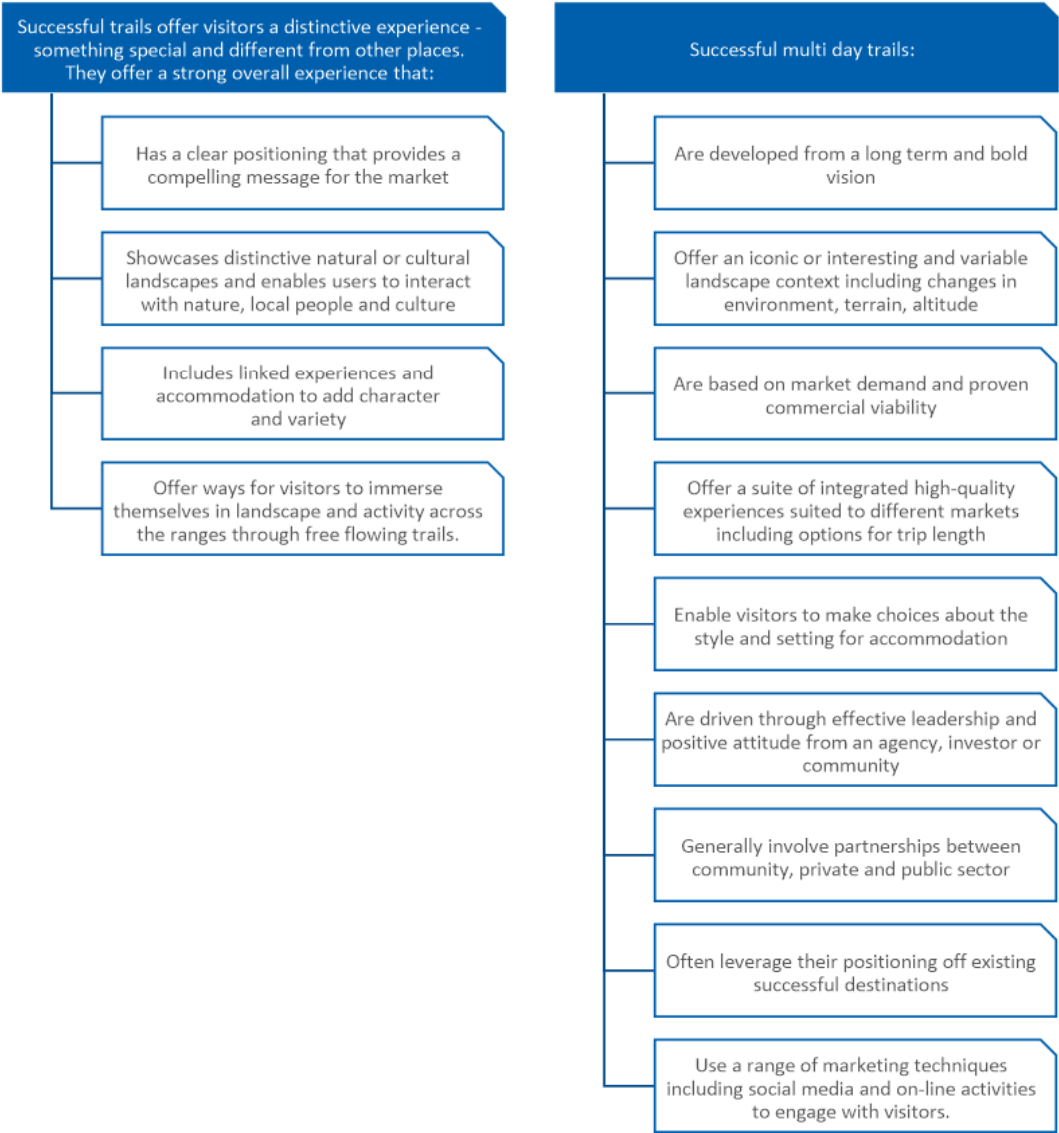 Successful trails offer visitors a distinctive experience -
something special and different from other places.
They offer a strong overall experience that:
Has a clear positioning that provides a
compelling message for the market
Showcases distinctive natural or cultural
landscapes and enables users to interact
with nature, local people and culture
Includes linked experiences and
accommodation to add character
and variety
Offer ways for visitors to immerse
themselves in landscape and activity across
the ranges through free flowing trails.
Successful multi day trails:
Are developed from a long term and bold
vision
Offer an iconic or interesting and variable
landscape context including changes in
environment, terrain, altitude
Are based on market demand and proven
commercial viability
Offer a suite of integrated high-quality
experiences suited to different markets
including options for trip length
Enable visitors to make choices about the
style and setting for accommodation
Are driven through effective leadership and
positive attitude from an agency, investor or
community
Generally involve partnerships between
community, private and public sector
Often leverage their positioning off existing
successful destinations
Use a range of marketing techniques
including social media and on-line activities
to engage with visitors.